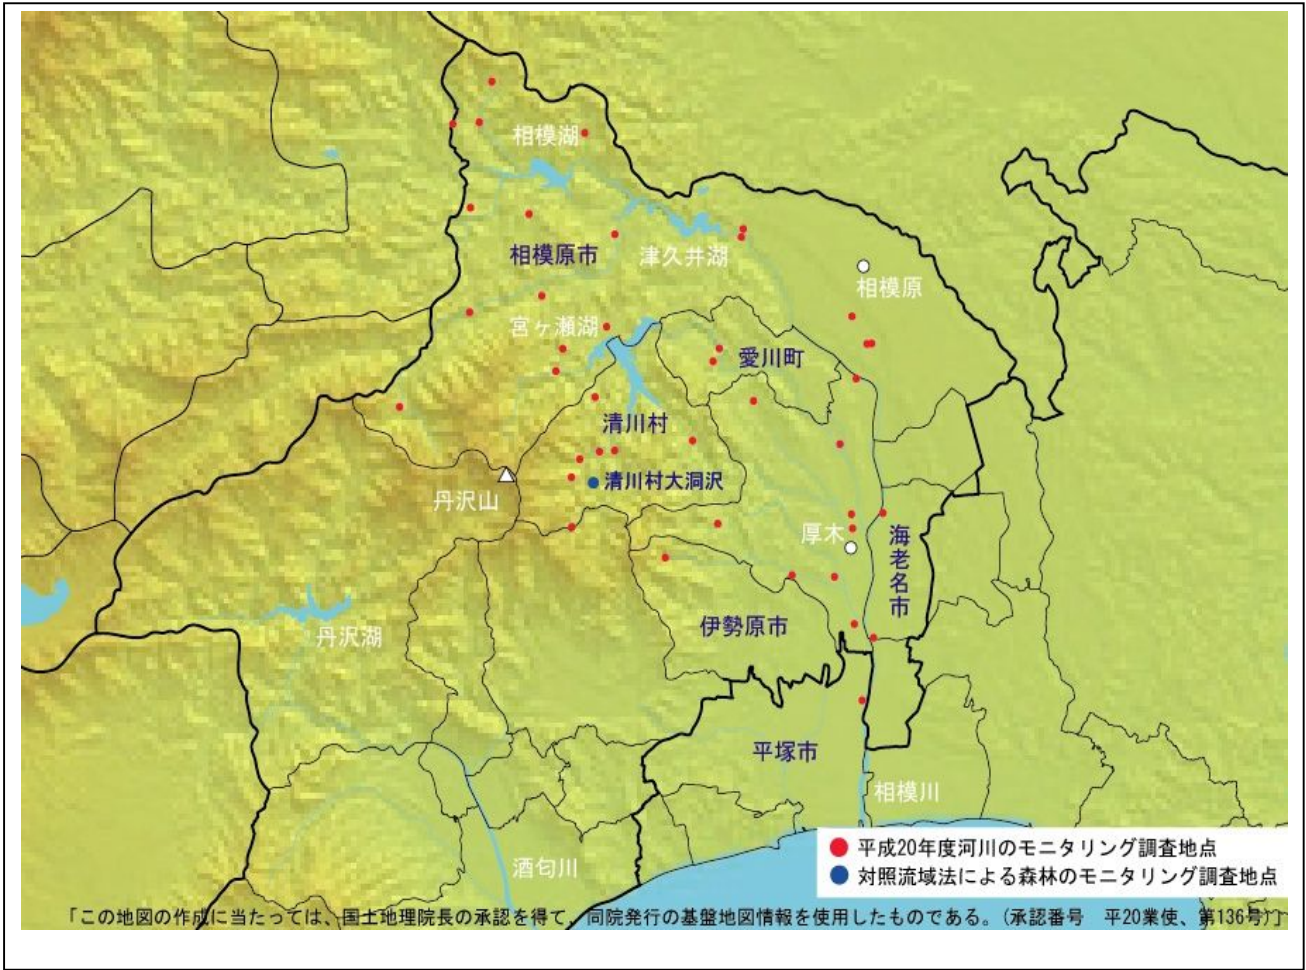 相模湖
相模原市
津久井湖
相模原
宮ヶ瀬湖
愛川町
清川村
清川村大洞沢
丹沢山
厚木
海老名市
丹沢湖
伊勢原市
平塚市
相模川
酒匂川
平成20年度河川のモニタリング調査地点
対照流域法による森林のモニタリング調査地点
「この地図の作成に当たっては、国土地理院長の承認を得て、同院発行の基盤地図情報を使用したものである。（承認番号　平20業使、第136号）」